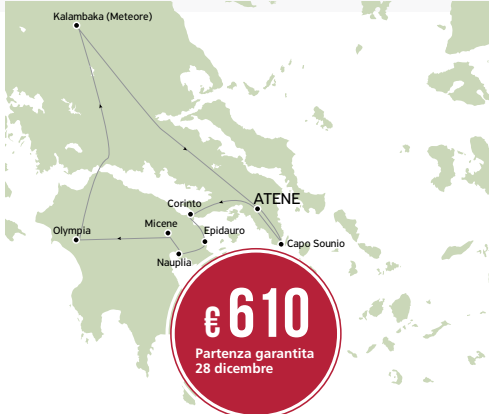 Kalambaka (Meteore)
ATENE
Corinto
Micene
Epidauro
Olympia
Capo Sounio
Nauplia
€ 610
Partenza garantita
28 dicembre